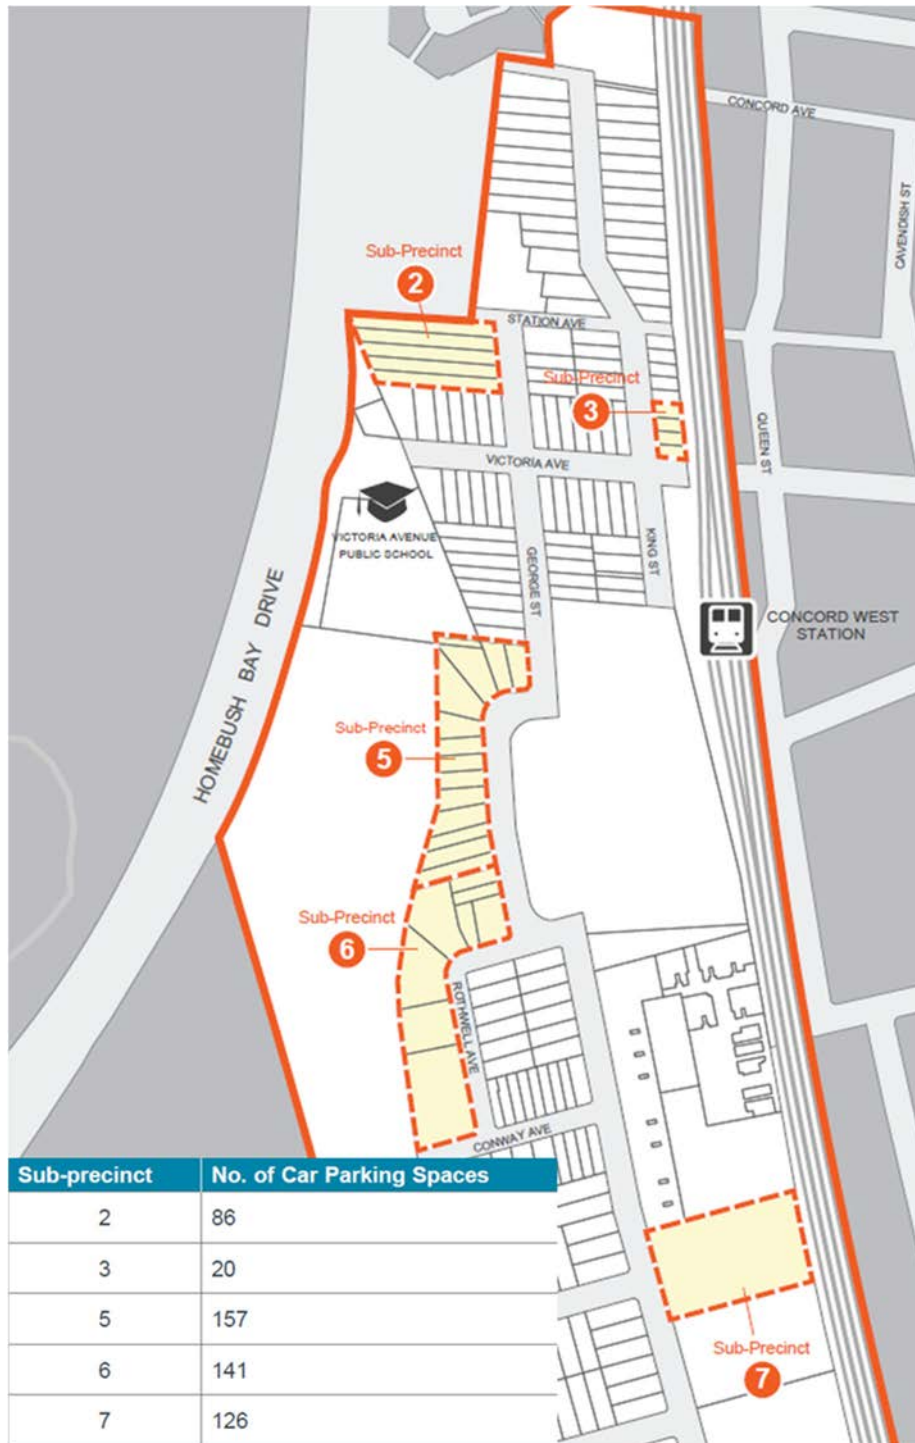 CONCORD AVE
CAVENDISH ST
Sub-Precinct
2
STATION AVE
Sub-Precinct
3
QUEEN ST
VICTORIA AVE
VICTORIA AVENUE
PUBLIC SCHOOL
GEORGE ST
KING ST
HOMEBUSH BAY DRIVE
CONCORD WEST
STATION
Sub-Precinct
5
Sub-Precinct
6
ROTHWELL AVE
CONWAY AVE
Sub-precinct No. of Car Parking Spaces
2 86
3 20
5 157
6 141
7 126
Sub-Precinct
7